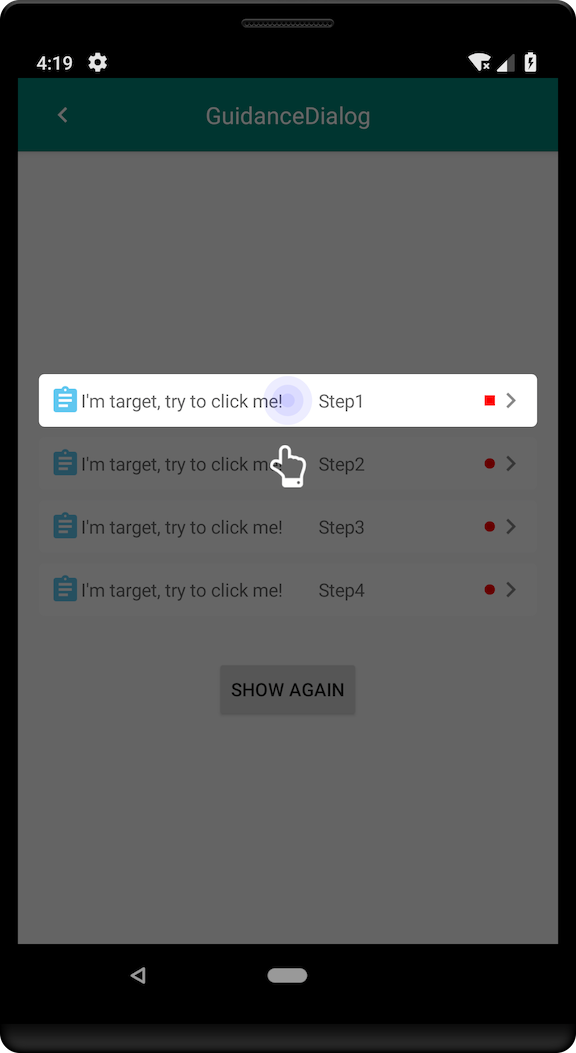 4:19
GuidanceDialog
I'm target, try to click me! Step1
I'm target, try to click me! Step2
I'm target, try to click me! Step3
I'm target, try to click me! Step4
SHOW AGAIN